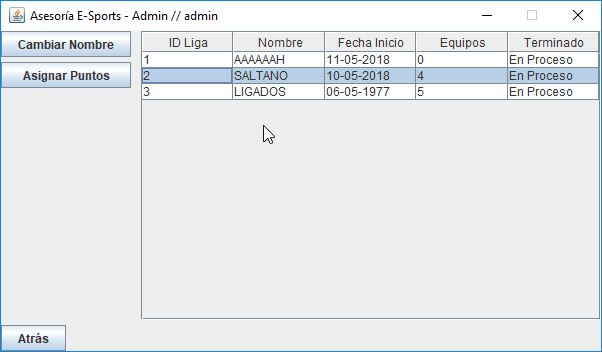 Asesoría E-Sports - Admin // admin
Cambiar Nombre
Asignar Puntos
ID Liga Nombre Fecha Inicio Equipos Terminado
1 AAAAAAH 11-05-2018 0 En Proceso
2 SALTANO 10-05-2018 4 En Proceso
3 LIGADOS 06-05-1977 5 En Proceso
Atrás